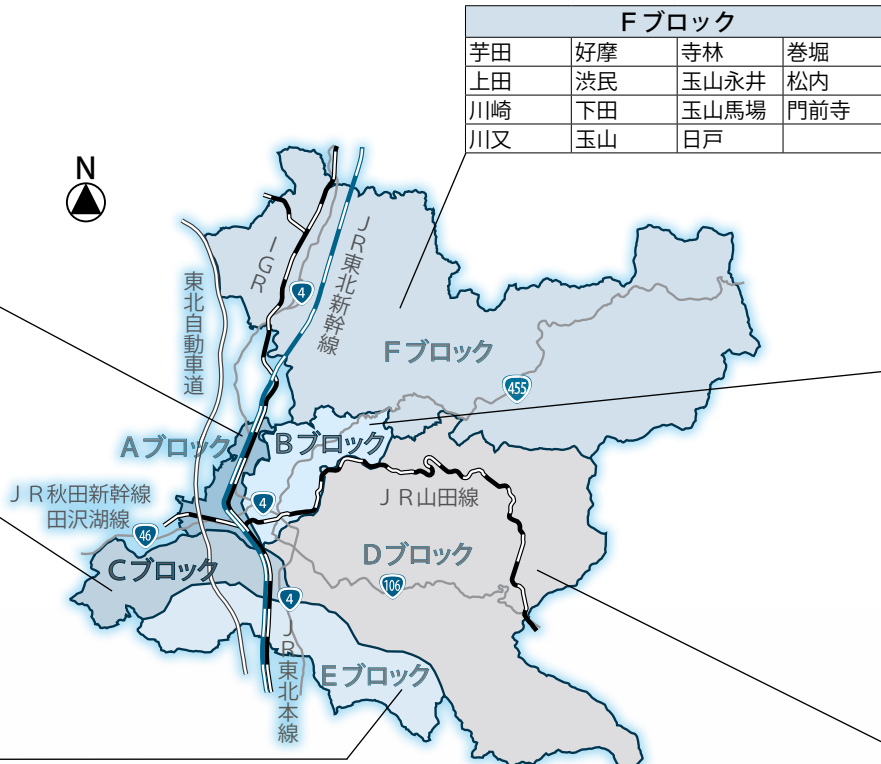 Fブロック
芋田 好摩 寺林 巻堀
上田 渋民 玉山永井 松内
川崎 下田 玉山馬場 門前寺
川又 玉山 日戸
N
IGR
4
JR東北新幹線
東北自動車道
Fブロック
455
Aブロック
Bブロック
JR秋田新幹線
田沢湖線
4
JR山田線
46
Cブロック
Dブロック
106
4
JR東北本線
Eブロック